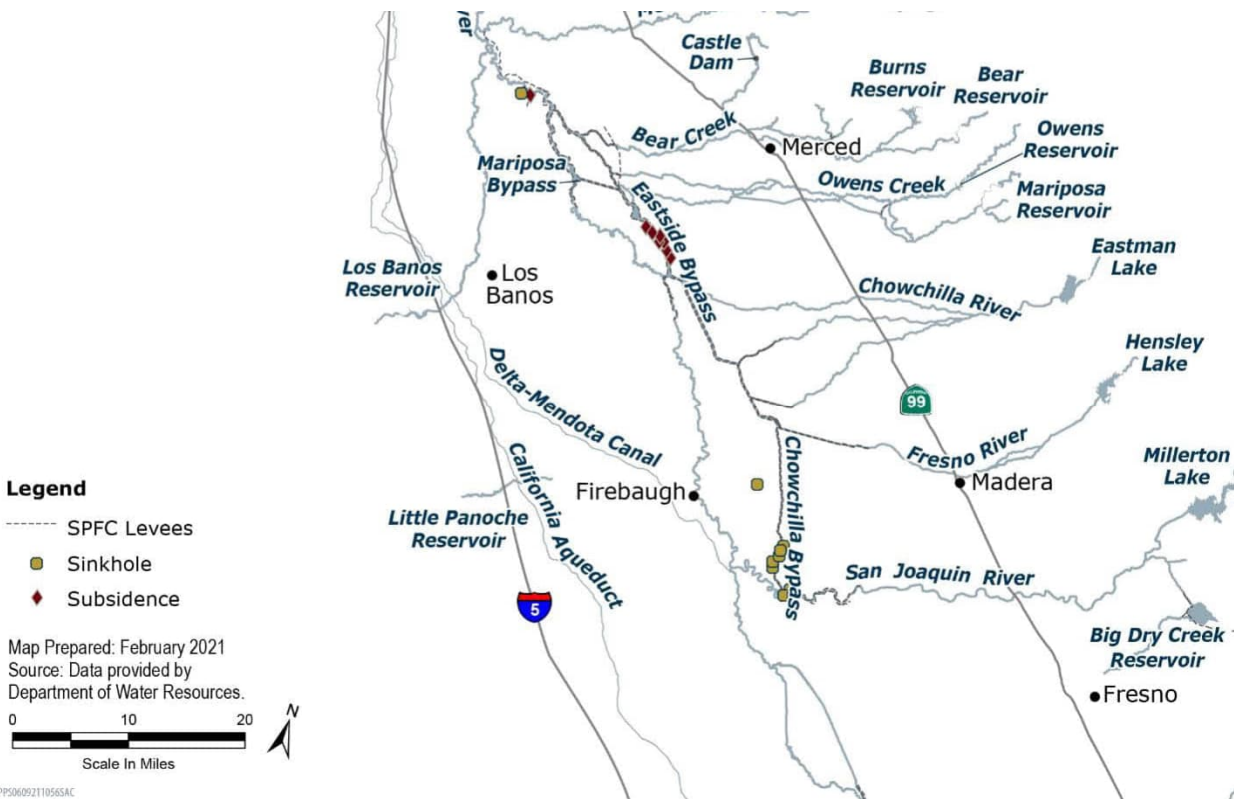 ver
Castle
Dam
Burns
Reservoir
Bear
Reservoir
Owens
Reservoir
Bear Creek
Merced
Mariposa
Bypass
Owens Creek
Mariposa
Reservoir
Eastside Bypass
Eastman
Lake
Los Banos
Reservoir
Los
Banos
Chowchilla River
Hensley
Lake
Delta-Mendota Canal
99
Fresno River
Millerton
Lake
Madera
California Aqueduct
Firebaugh
Chowchilla Bypass
Little Panoche
Reservoir
San Joaquin River
5
Big Dry Creek
Reservoir
Fresno
Legend
SPFC Levees
Sinkhole
Subsidence
Map Prepared: February 2021
Source: Data provided by
Department of Water Resources.
0 10 20
N
Scale In Miles